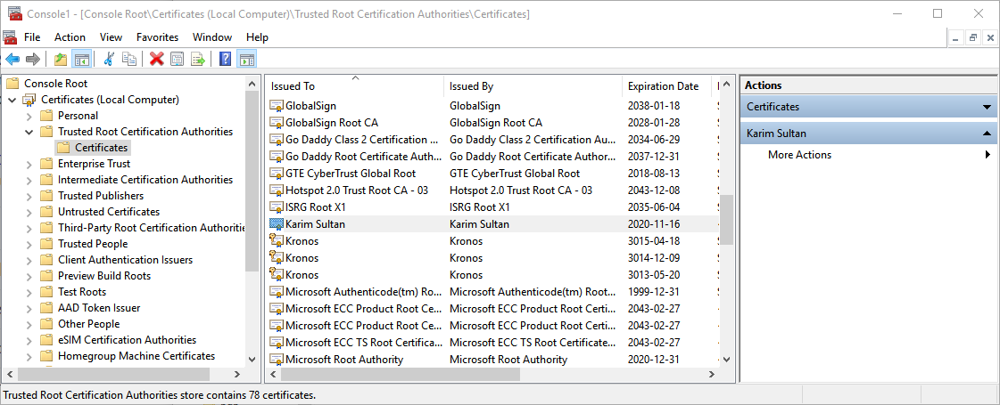 Console1 - [Console Root\Certificates (Local Computer)\Trusted Root Certification Authorities\Certificates]
File Action View Favorites Window Help
Console Root
Certificates (Local Computer)
Personal
Trusted Root Certification Authorities
Certificates
Enterprise Trust
Intermediate Certification Authorities
Trusted Publishers
Untrusted Certificates
Third-Party Root Certification Authoritie
Trusted People
Client Authentication Issuers
Preview Build Roots
Test Roots
AAD Token Issuer
Other People
eSIM Certification Authorities
Homegroup Machine Certificates
Issued To Issued By Expiration Date
GlobalSign GlobalSign 2038-01-18
GlobalSign Root CA GlobalSign Root CA 2028-01-28
Go Daddy Class 2 Certification ... Go Daddy Class 2 Certification Au... 2034-06-29
Go Daddy Root Certificate Auth... Go Daddy Root Certificate Author... 2037-12-31
GTE CyberTrust Global Root GTE CyberTrust Global Root 2018-08-13
Hotspot 2.0 Trust Root CA - 03 Hotspot 2.0 Trust Root CA - 03 2043-12-08
ISRG Root X1 ISRG Root X1 2035-06-04
Karim Sultan Karim Sultan 2020-11-16
Kronos Kronos 3015-04-18
Kronos Kronos 3014-12-09
Kronos Kronos 3013-05-20
Microsoft Authenticode(tm) Ro... Microsoft Authenticode(tm) Root... 1999-12-31
Microsoft ECC Product Root Ce... Microsoft ECC Product Root Certi... 2043-02-27
Microsoft ECC Product Root Ce... Microsoft ECC Product Root Certi... 2043-02-27
Microsoft ECC TS Root Certifica... Microsoft ECC TS Root Certificate... 2043-02-27
Microsoft Root Authority Microsoft Root Authority 2020-12-31
Actions
Certificates
Karim Sultan
More Actions
Trusted Root Certification Authorities store contains 78 certificates.